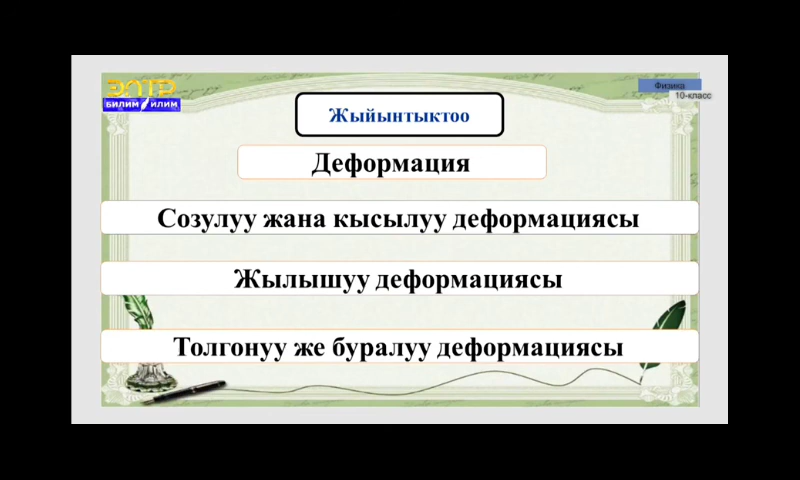 ЭЛТР
БИЛИМ ИЛИМ
Физика
10-класс
Жыйынтыктоо
Деформация
Созулуу жана кысылуу деформациясы
Жылышуу деформациясы
Толгонуу же буралуу деформациясы